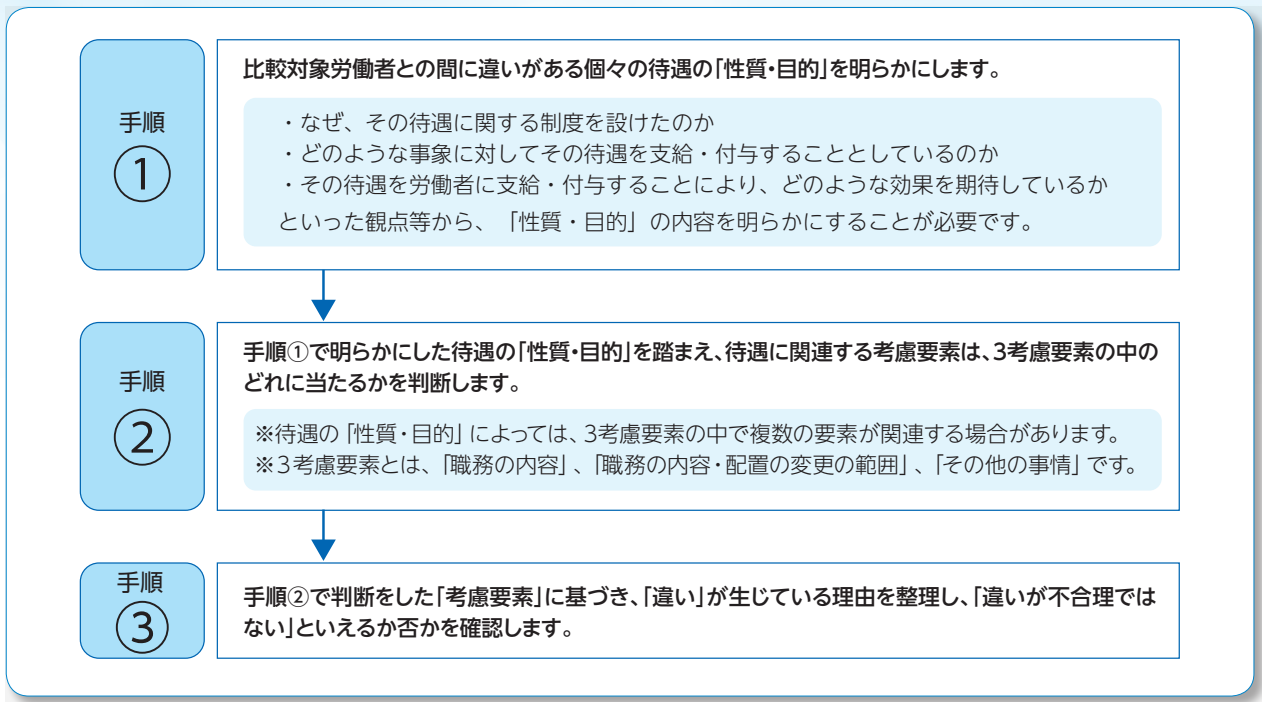 手順
①
比較対象労働者との間に違いがある個々の待遇の「性質・目的」を明らかにします。
・なぜ、その待遇に関する制度を設けたのか
・どのような事象に対してその待遇を支給・付与することとしているのか
・その待遇を労働者に支給・付与することにより、どのような効果を期待しているか
といった観点等から、「性質・目的」の内容を明らかにすることが必要です。
手順
②
手順①で明らかにした待遇の「性質・目的」を踏まえ、待遇に関連する考慮要素は、3考慮要素の中の
どれに当たるかを判断します。
※待遇の「性質・目的」によっては、3考慮要素の中で複数の要素が関連する場合があります。
※３考慮要素とは、「職務の内容」、「職務の内容・配置の変更の範囲」、「その他の事情」です。
手順
③
手順②で判断をした「考慮要素」に基づき、「違い」が生じている理由を整理し、「違いが不合理では
ない」といえるか否かを確認します。